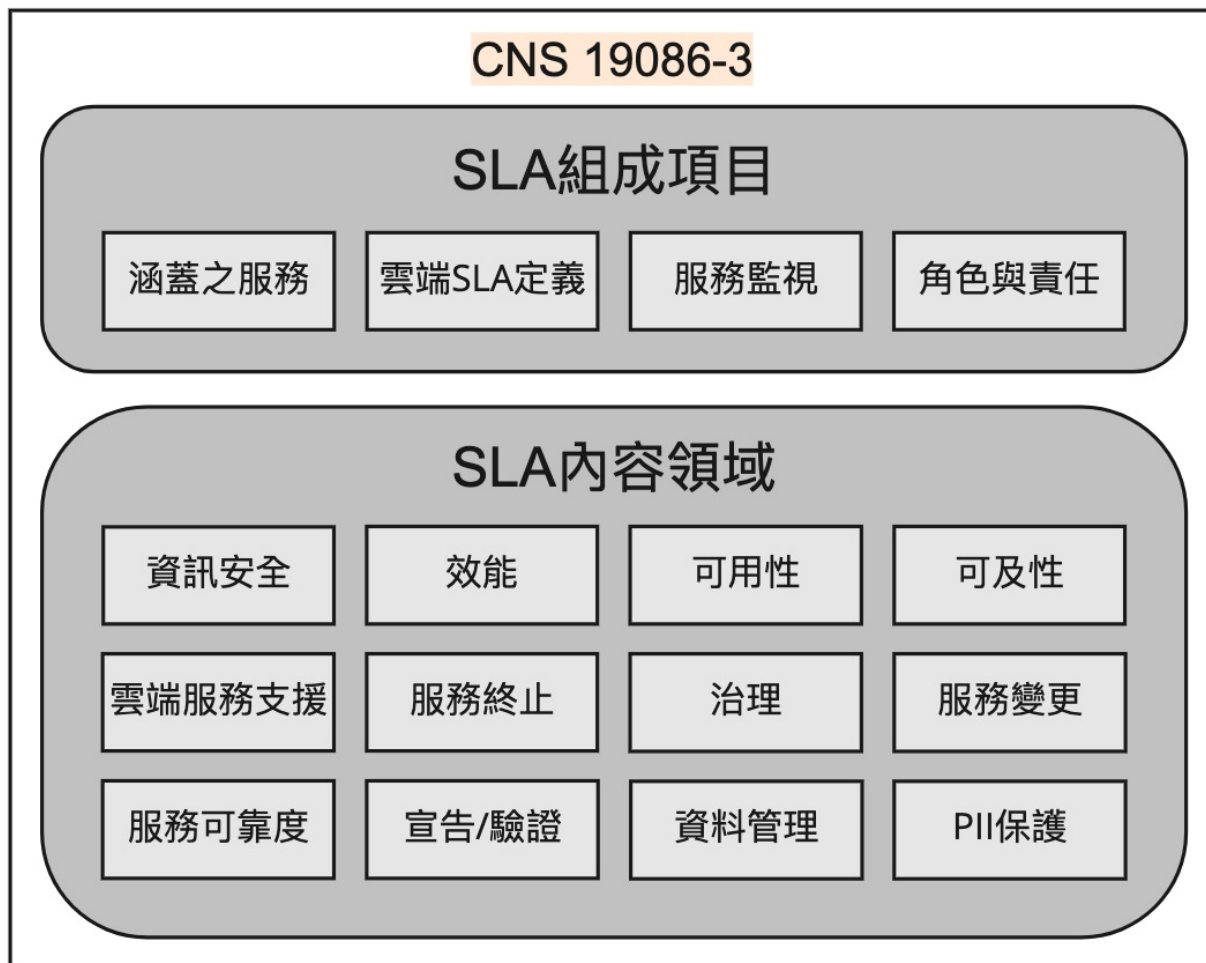 CNS 19086-3
SLA組成項目
涵蓋之服務
雲端SLA定義
服務監視
角色與責任
SLA內容領域
資訊安全
效能
可用性
可及性
雲端服務支援
服務終止
治理
服務變更
服務可靠度
宣告/驗證
資料管理
PII保護